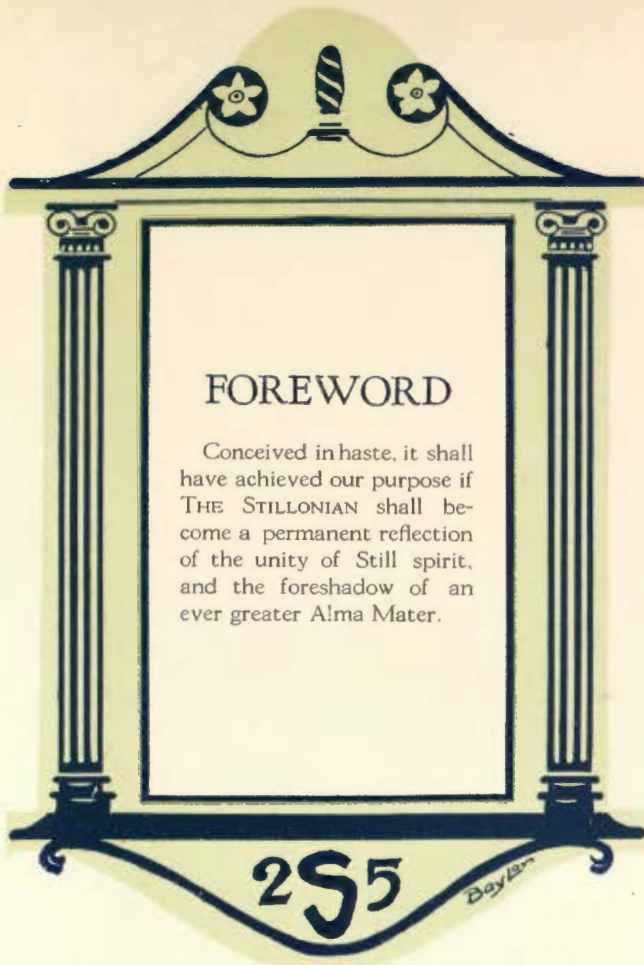 FOREWORD
Conceived in haste, it shall
have achieved our purpose if
THE STILLONIAN shall be-
come a permanent reflection
of the unity of Still spirit,
and the foreshadow of an
ever greater Alma Mater.
2S5
Baylor